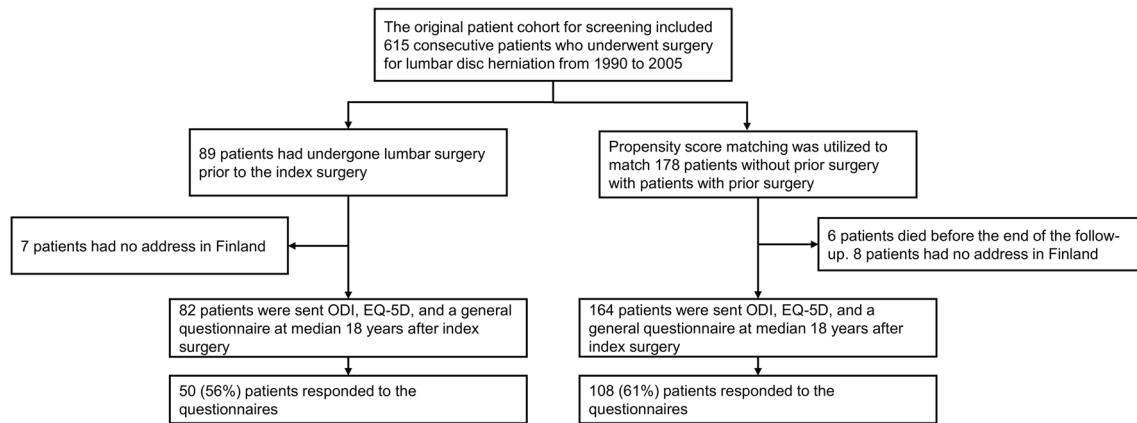 The original patient cohort for screening included
615 consecutive patients who underwent surgery
for lumbar disc herniation from 1990 to 2005
89 patients had undergone lumbar surgery
prior to the index surgery
Propensity score matching was utilized to
match 178 patients without prior surgery
with patients with prior surgery
7 patients had no address in Finland
6 patients died before the end of the follow-
up. 8 patients had no address in Finland
82 patients were sent ODI, EQ-5D, and a general
questionnaire at median 18 years after index
surgery
164 patients were sent ODI, EQ-5D, and
a general questionnaire at median 18 years after
index surgery
50 (56%) patients responded to the
questionnaires
108 (61%) patients responded to the
questionnaires